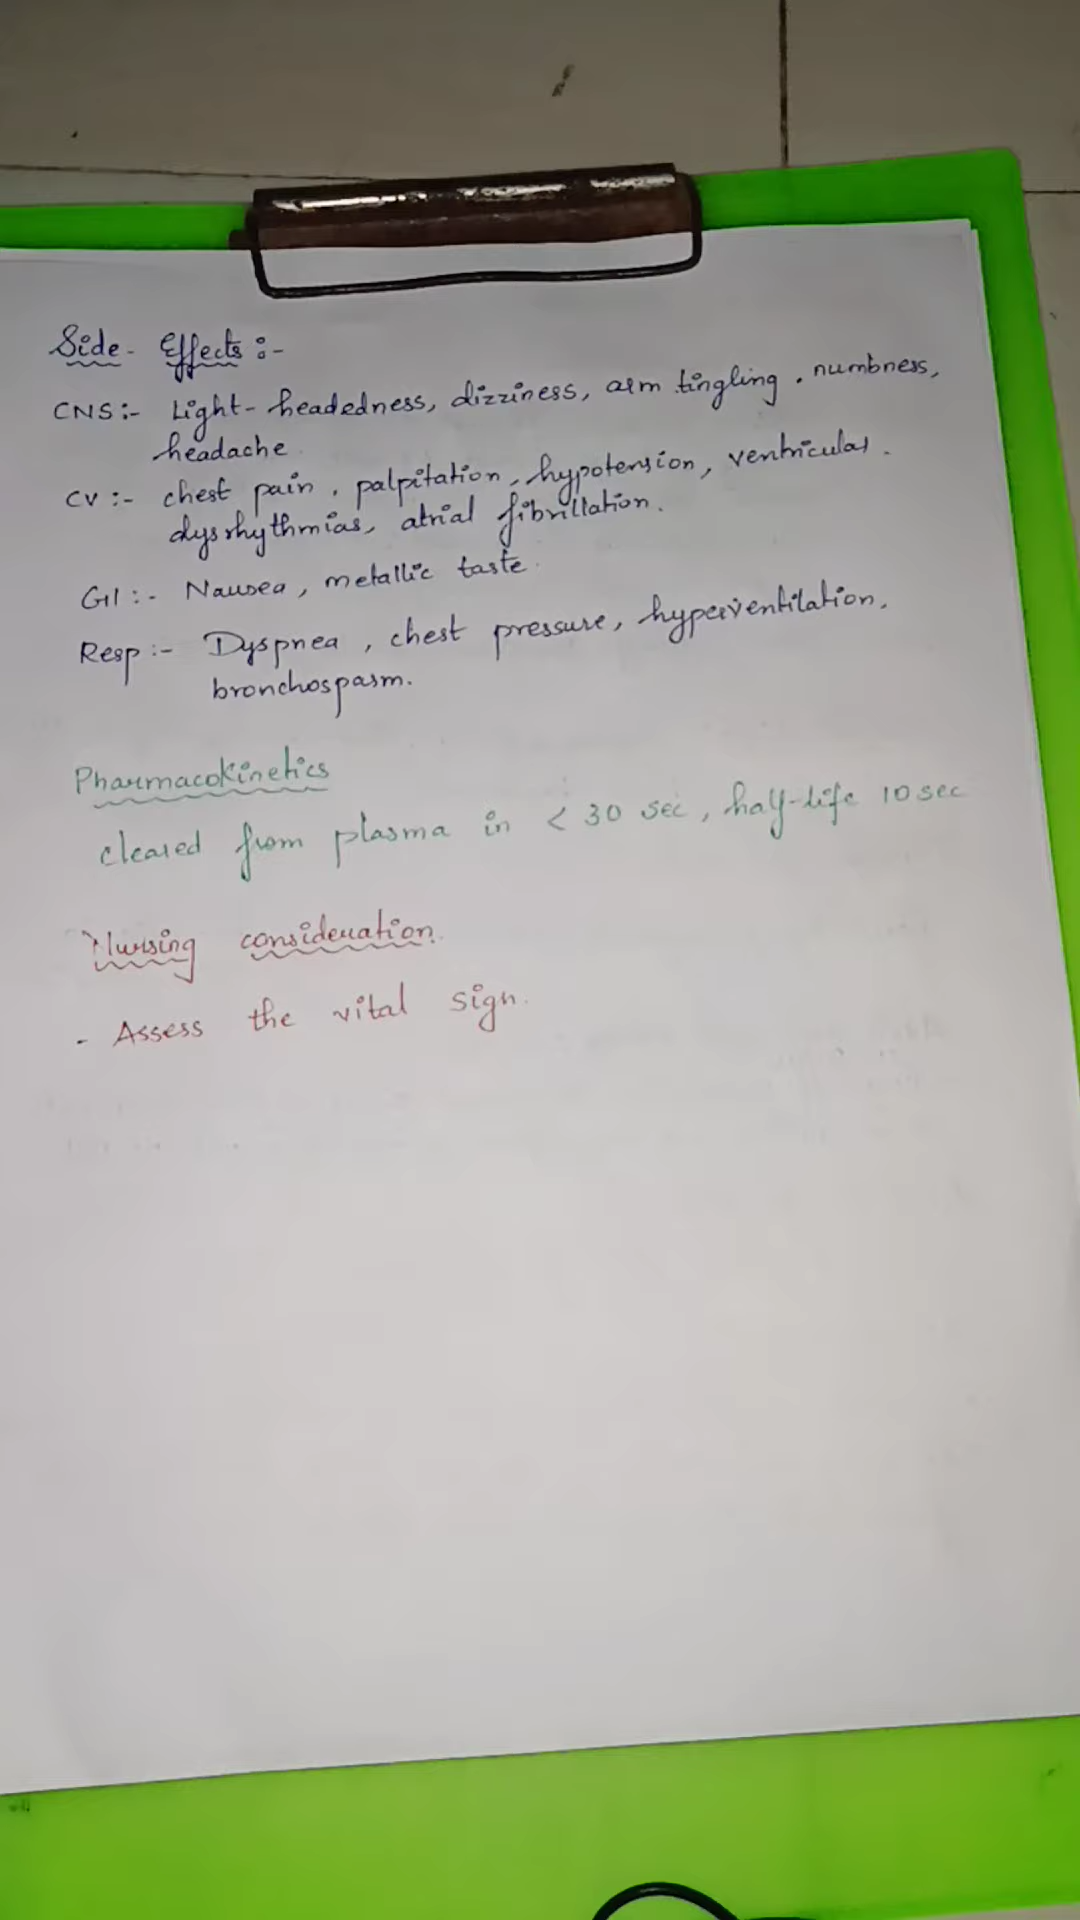 Side- Effects :-
CNS :- Light-headedness, dizziness, arm tingling, numbness,
headache.
CV :- chest pain, palpitation, hypotension, ventricular
dysrhythmias, atrial fibrillation.
GI :- Nausea, metallic taste.
Resp :- Dyspnea, chest pressure, hyperventilation,
bronchospasm.
Pharmacokinetics
cleared from plasma in < 30 sec, half-life 10 sec
Nursing consideration.
- Assess the vital sign.